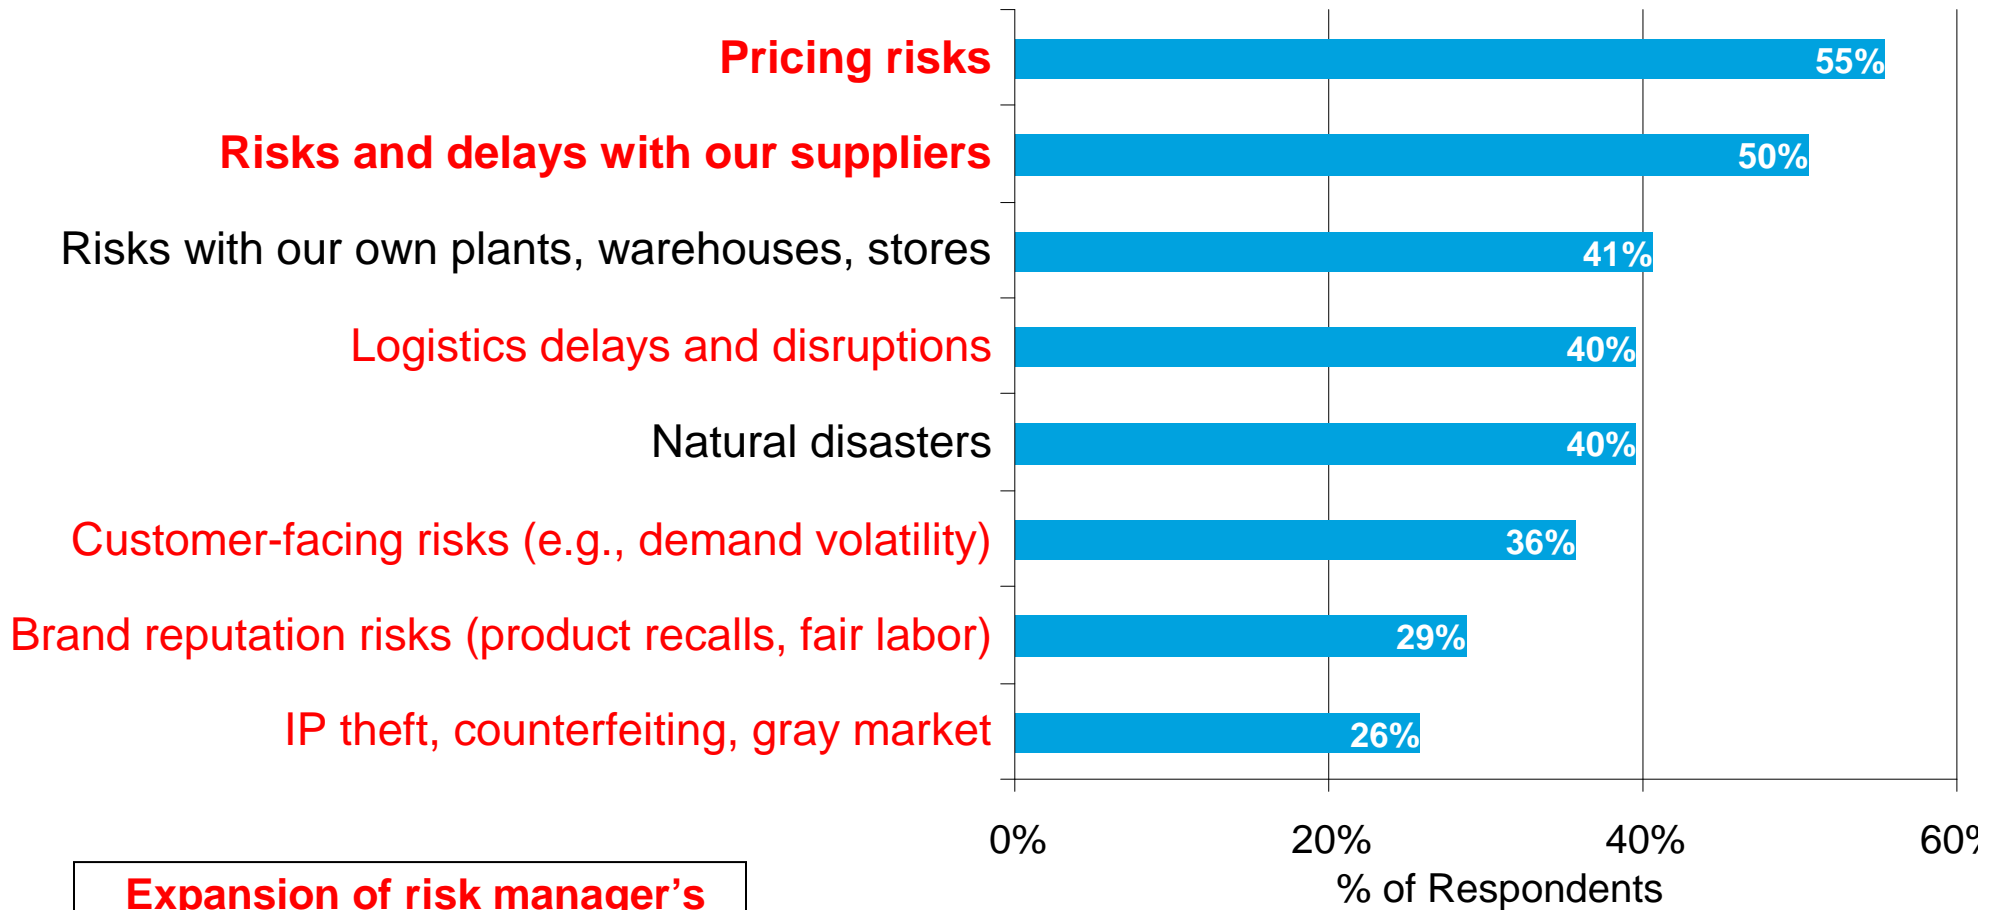 Pricing risks 55%
Risks and delays with our suppliers 50%
Risks with our own plants, warehouses, stores 41%
Logistics delays and disruptions 40%
Natural disasters 40%
Customer-facing risks (e.g., demand volatility) 36%
Brand reputation risks (product recalls, fair labor) 29%
IP theft, counterfeiting, gray market 26%
0% 20% 40% 60%
% of Respondents
Expansion of risk manager’s